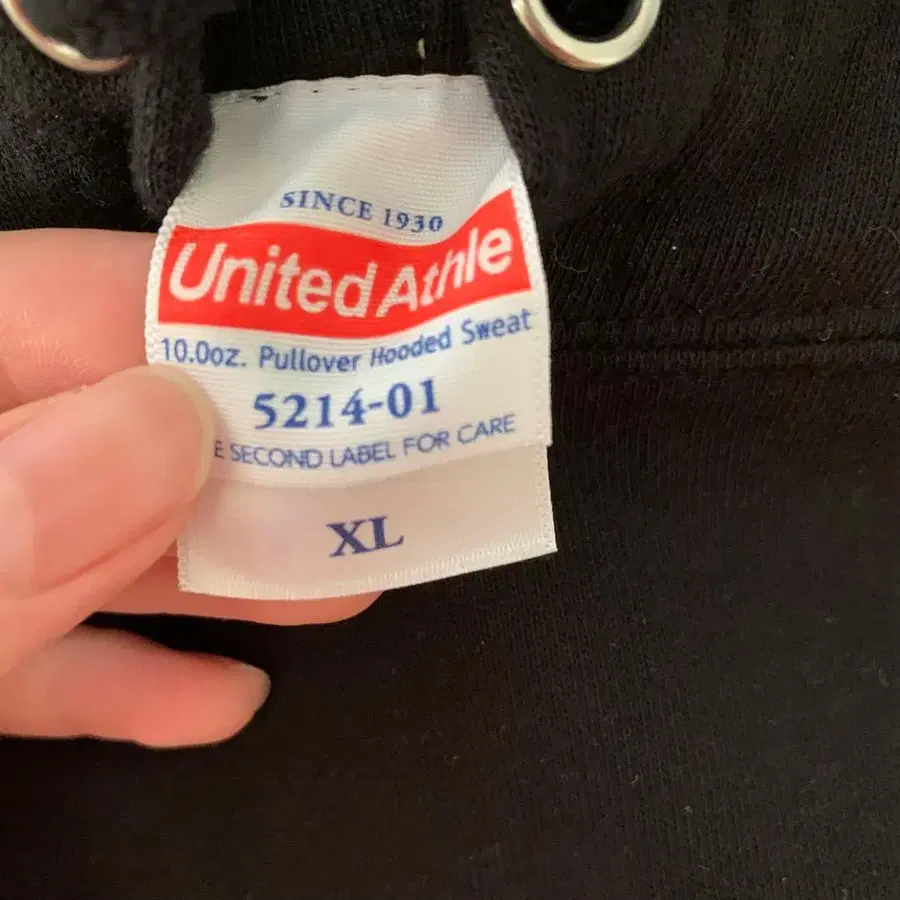 SINCE 1930
United Athle
10.0oz. Pullover Hooded Sweat
5214-01
E SECOND LABEL FOR CARE
XL